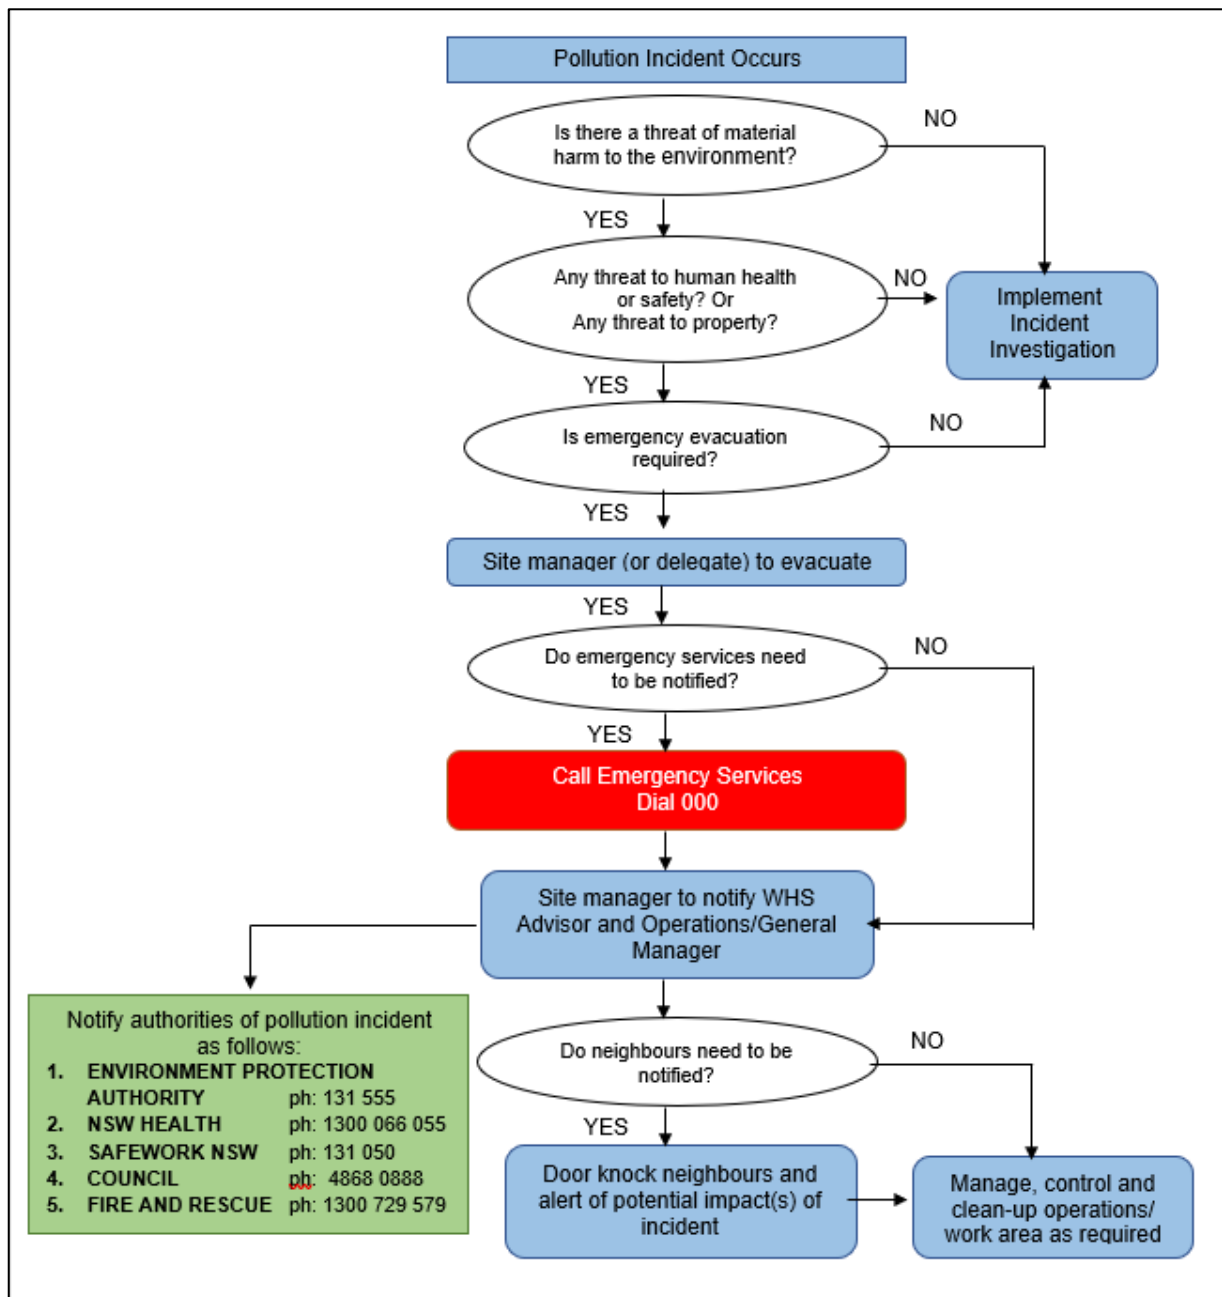 Pollution Incident Occurs
Is there a threat of material
harm to the environment?
NO
YES
Any threat to human health
or safety? Or
Any threat to property?
NO
Implement
Incident
Investigation
YES
Is emergency evacuation
required?
NO
YES
Site manager (or delegate) to evacuate
YES
Do emergency services need
to be notified?
NO
YES
Call Emergency Services
Dial 000
Site manager to notify WHS
Advisor and Operations/General
Manager
Notify authorities of pollution incident
as follows:
1. ENVIRONMENT PROTECTION
AUTHORITY ph: 131 555
2. NSW HEALTH ph: 1300 066 055
3. SAFEWORK NSW ph: 131 050
4. COUNCIL ph: 4868 0888
5. FIRE AND RESCUE ph: 1300 729 579
Do neighbours need to be
notified?
NO
YES
Door knock neighbours and
alert of potential impact(s) of
incident
Manage, control and
clean-up operations/
work area as required